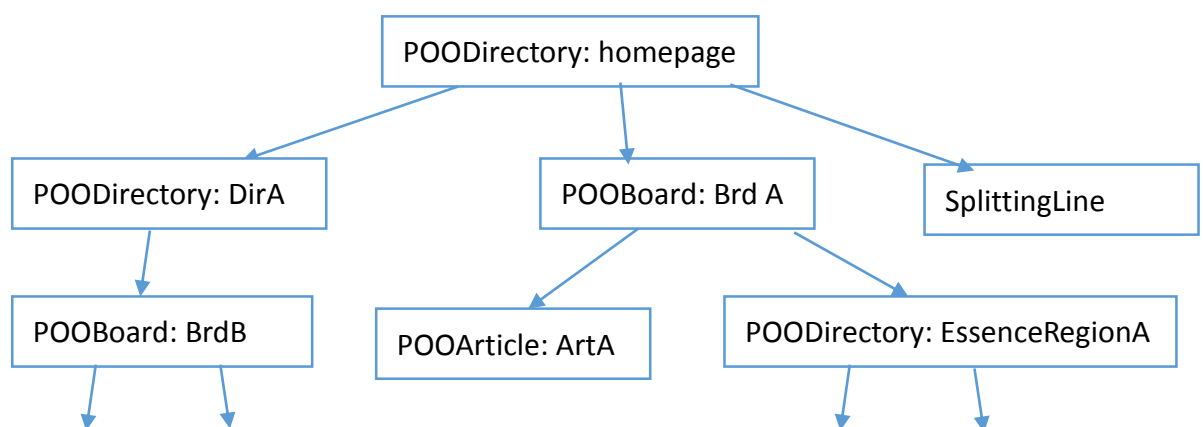 POODirectory: homepage
POODirectory: DirA
POOBoard: Brd A
SplittingLine
POOBoard: BrdB
POOArticle: ArtA
POODirectory: EssenceRegionA